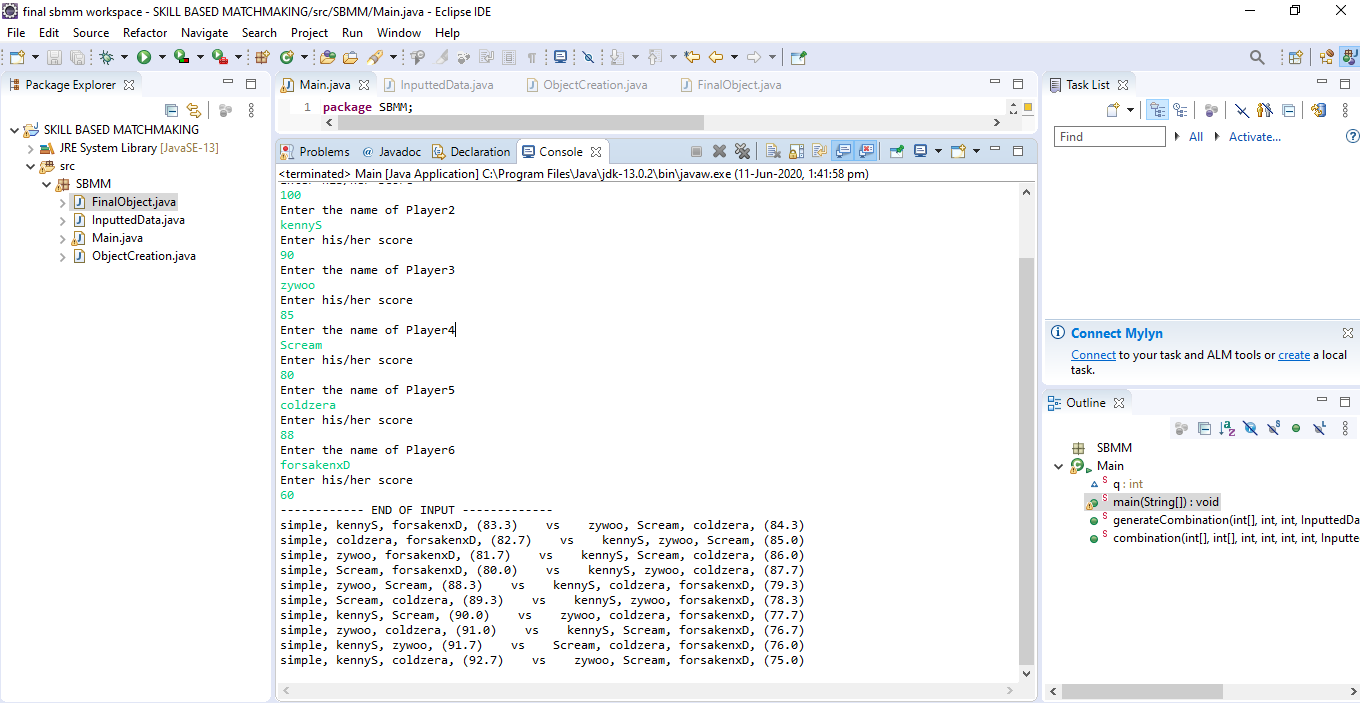 final sbmm workspace - SKILL BASED MATCHMAKING/src/SBMM/Main.java - Eclipse IDE
File Edit Source Refactor Navigate Search Project Run Window Help
Package Explorer
SKILL BASED MATCHMAKING
JRE System Library [JavaSE-13]
src
SBMM
FinalObject.java
InputtedData.java
Main.java
ObjectCreation.java
Main.java InputtedData.java ObjectCreation.java FinalObject.java
1 package SBMM;
Problems @ Javadoc Declaration Console
<terminated> Main [Java Application] C:\Program Files\Java\jdk-13.0.2\bin\javaw.exe (11-Jun-2020, 1:41:58 pm)
Enter his/her score
100
Enter the name of Player2
kennyS
Enter his/her score
90
Enter the name of Player3
zywoo
Enter his/her score
85
Enter the name of Player4
Scream
Enter his/her score
80
Enter the name of Player5
coldzera
Enter his/her score
88
Enter the name of Player6
forsakenxD
Enter his/her score
60
------------ END OF INPUT -------------
simple, kennyS, forsakenxD, (83.3) vs zywoo, Scream, coldzera, (84.3)
simple, coldzera, forsakenxD, (82.7) vs kennyS, zywoo, Scream, (85.0)
simple, zywoo, forsakenxD, (81.7) vs kennyS, Scream, coldzera, (86.0)
simple, Scream, forsakenxD, (80.0) vs kennyS, zywoo, coldzera, (87.7)
simple, zywoo, Scream, (88.3) vs kennyS, coldzera, forsakenxD, (79.3)
simple, Scream, coldzera, (89.3) vs kennyS, zywoo, forsakenxD, (78.3)
simple, kennyS, Scream, (90.0) vs zywoo, coldzera, forsakenxD, (77.7)
simple, zywoo, coldzera, (91.0) vs kennyS, Scream, forsakenxD, (76.7)
simple, kennyS, zywoo, (91.7) vs Scream, coldzera, forsakenxD, (76.0)
simple, kennyS, coldzera, (92.7) vs zywoo, Scream, forsakenxD, (75.0)
Task List
Find All Activate...
Connect Mylyn
Connect to your task and ALM tools or create a local
task.
Outline
SBMM
Main
q : int
main(String[]) : void
generateCombination(int[], int, int, InputtedDa
combination(int[], int[], int, int, int, int, Inputte